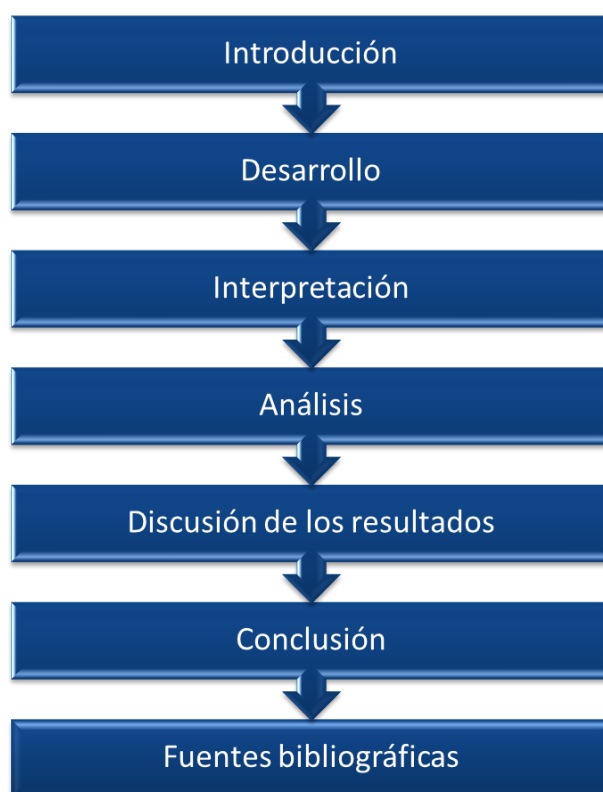 Introducción
Desarrollo
Interpretación
Análisis
Discusión de los resultados
Conclusión
Fuentes bibliográficas